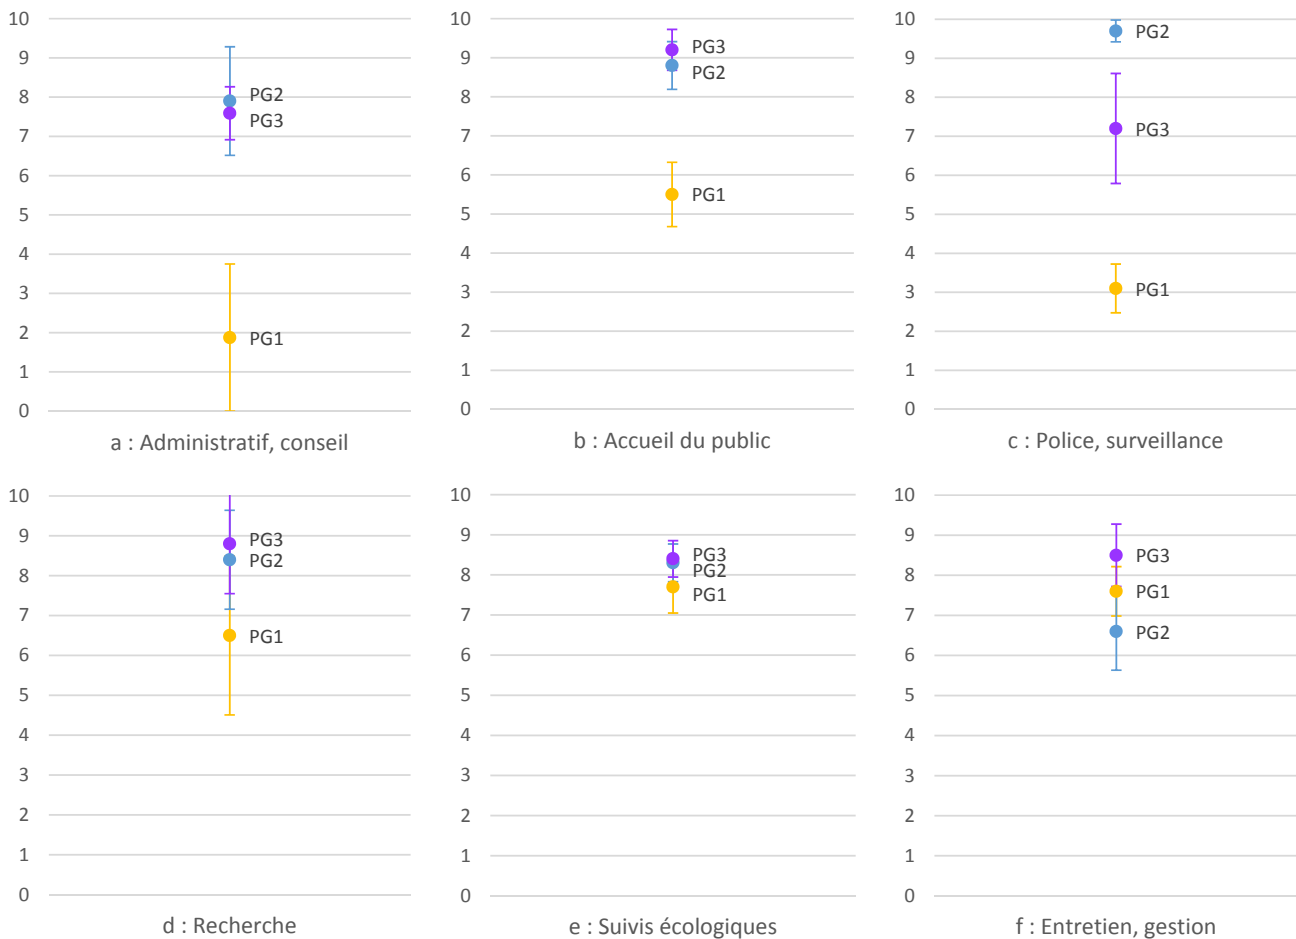 10
9
8
7
6
5
4
3
2
1
0
PG2
PG3
PG1
a : Administratif, conseil
10
9
8
7
6
5
4
3
2
1
0
PG3
PG2
PG1
b : Accueil du public
10
9
8
7
6
5
4
3
2
1
0
PG2
PG3
PG1
c : Police, surveillance
10
9
8
7
6
5
4
3
2
1
0
PG3
PG2
PG1
d : Recherche
10
9
8
7
6
5
4
3
2
1
0
PG3
PG2
PG1
e : Suivis écologiques
10
9
8
7
6
5
4
3
2
1
0
PG3
PG1
PG2
f : Entretien, gestion